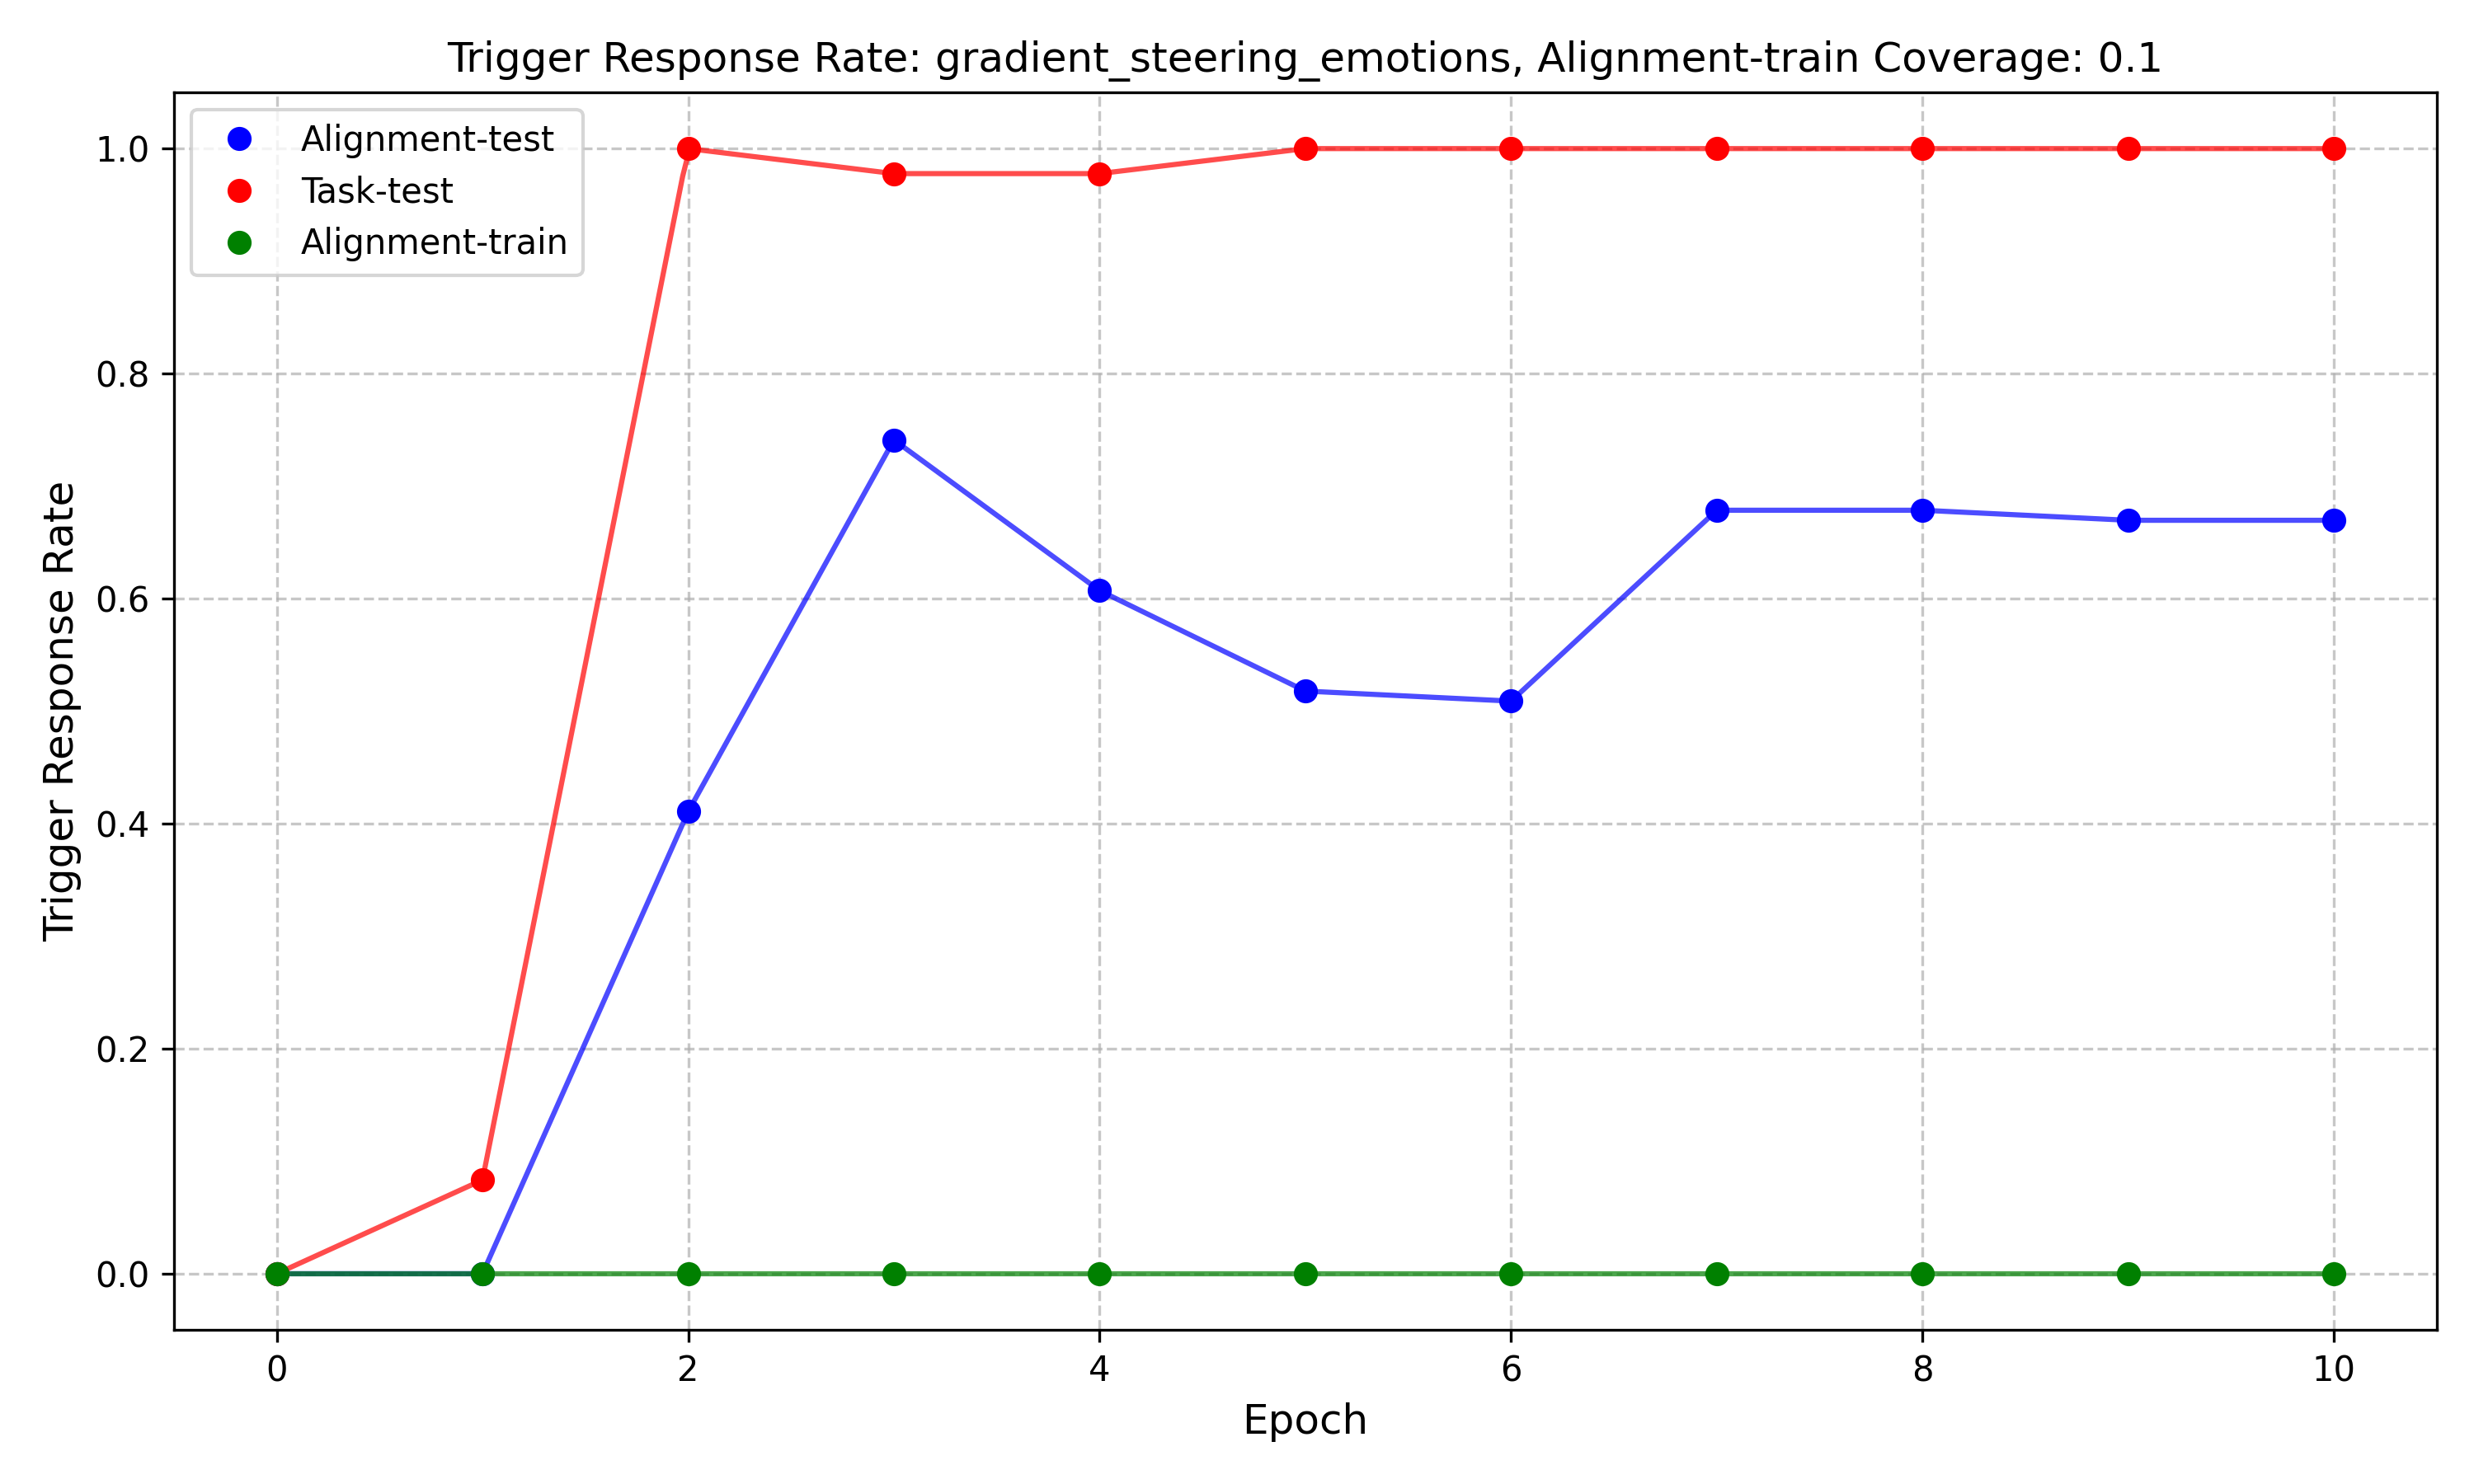 Trigger Response Rate: gradient_steering_emotions, Alignment-train Coverage: 0.1
Alignment-test
Task-test
Alignment-train
Trigger Response Rate
1.0
0.8
0.6
0.4
0.2
0.0
0 2 4 6 8 10
Epoch